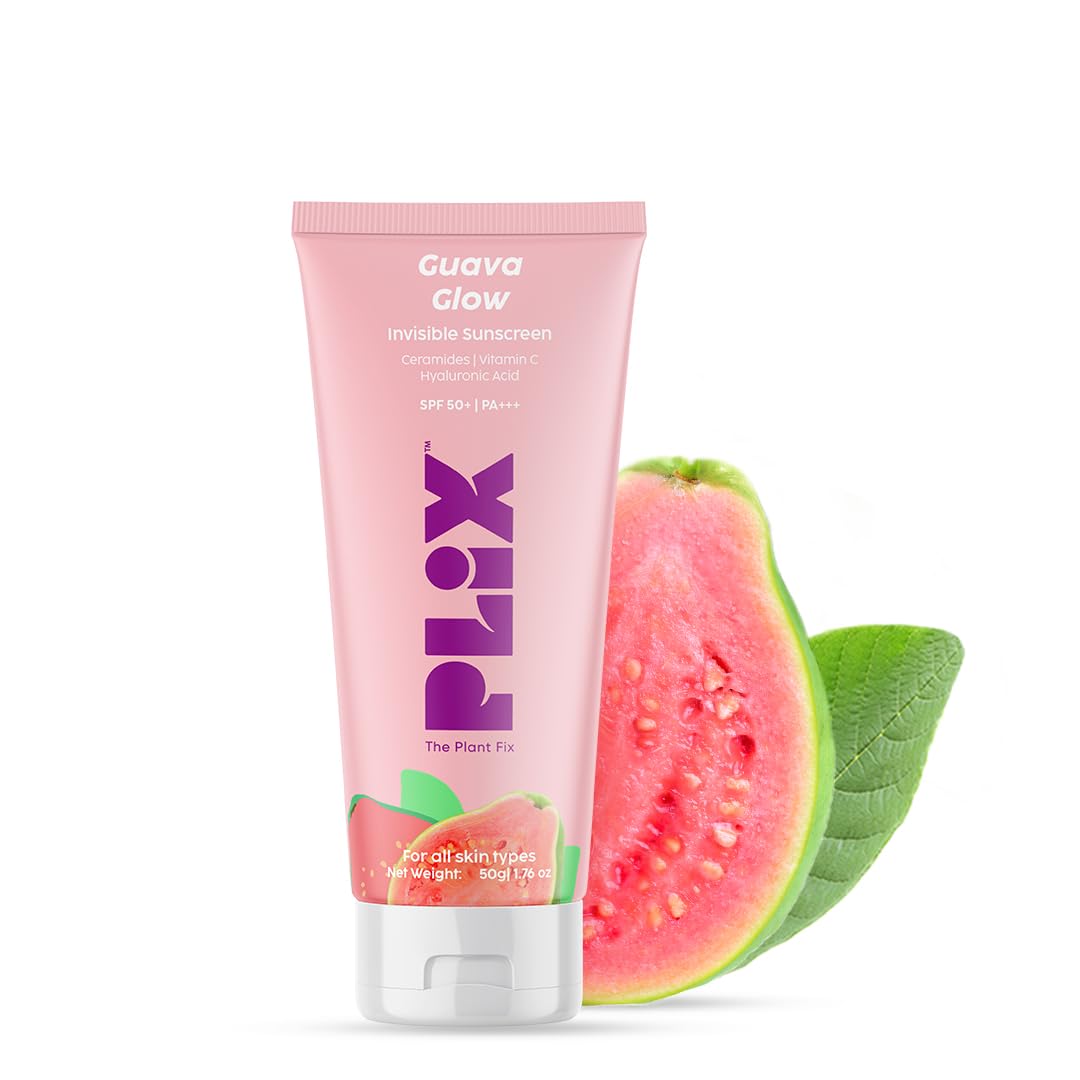 Guava
Glow
Invisible Sunscreen
Ceramides | Vitamin C
Hyaluronic Acid
SPF 50+ | PA+++
PLIX™
The Plant Fix
For all skin types
Net Weight: 50g| 1.76 oz